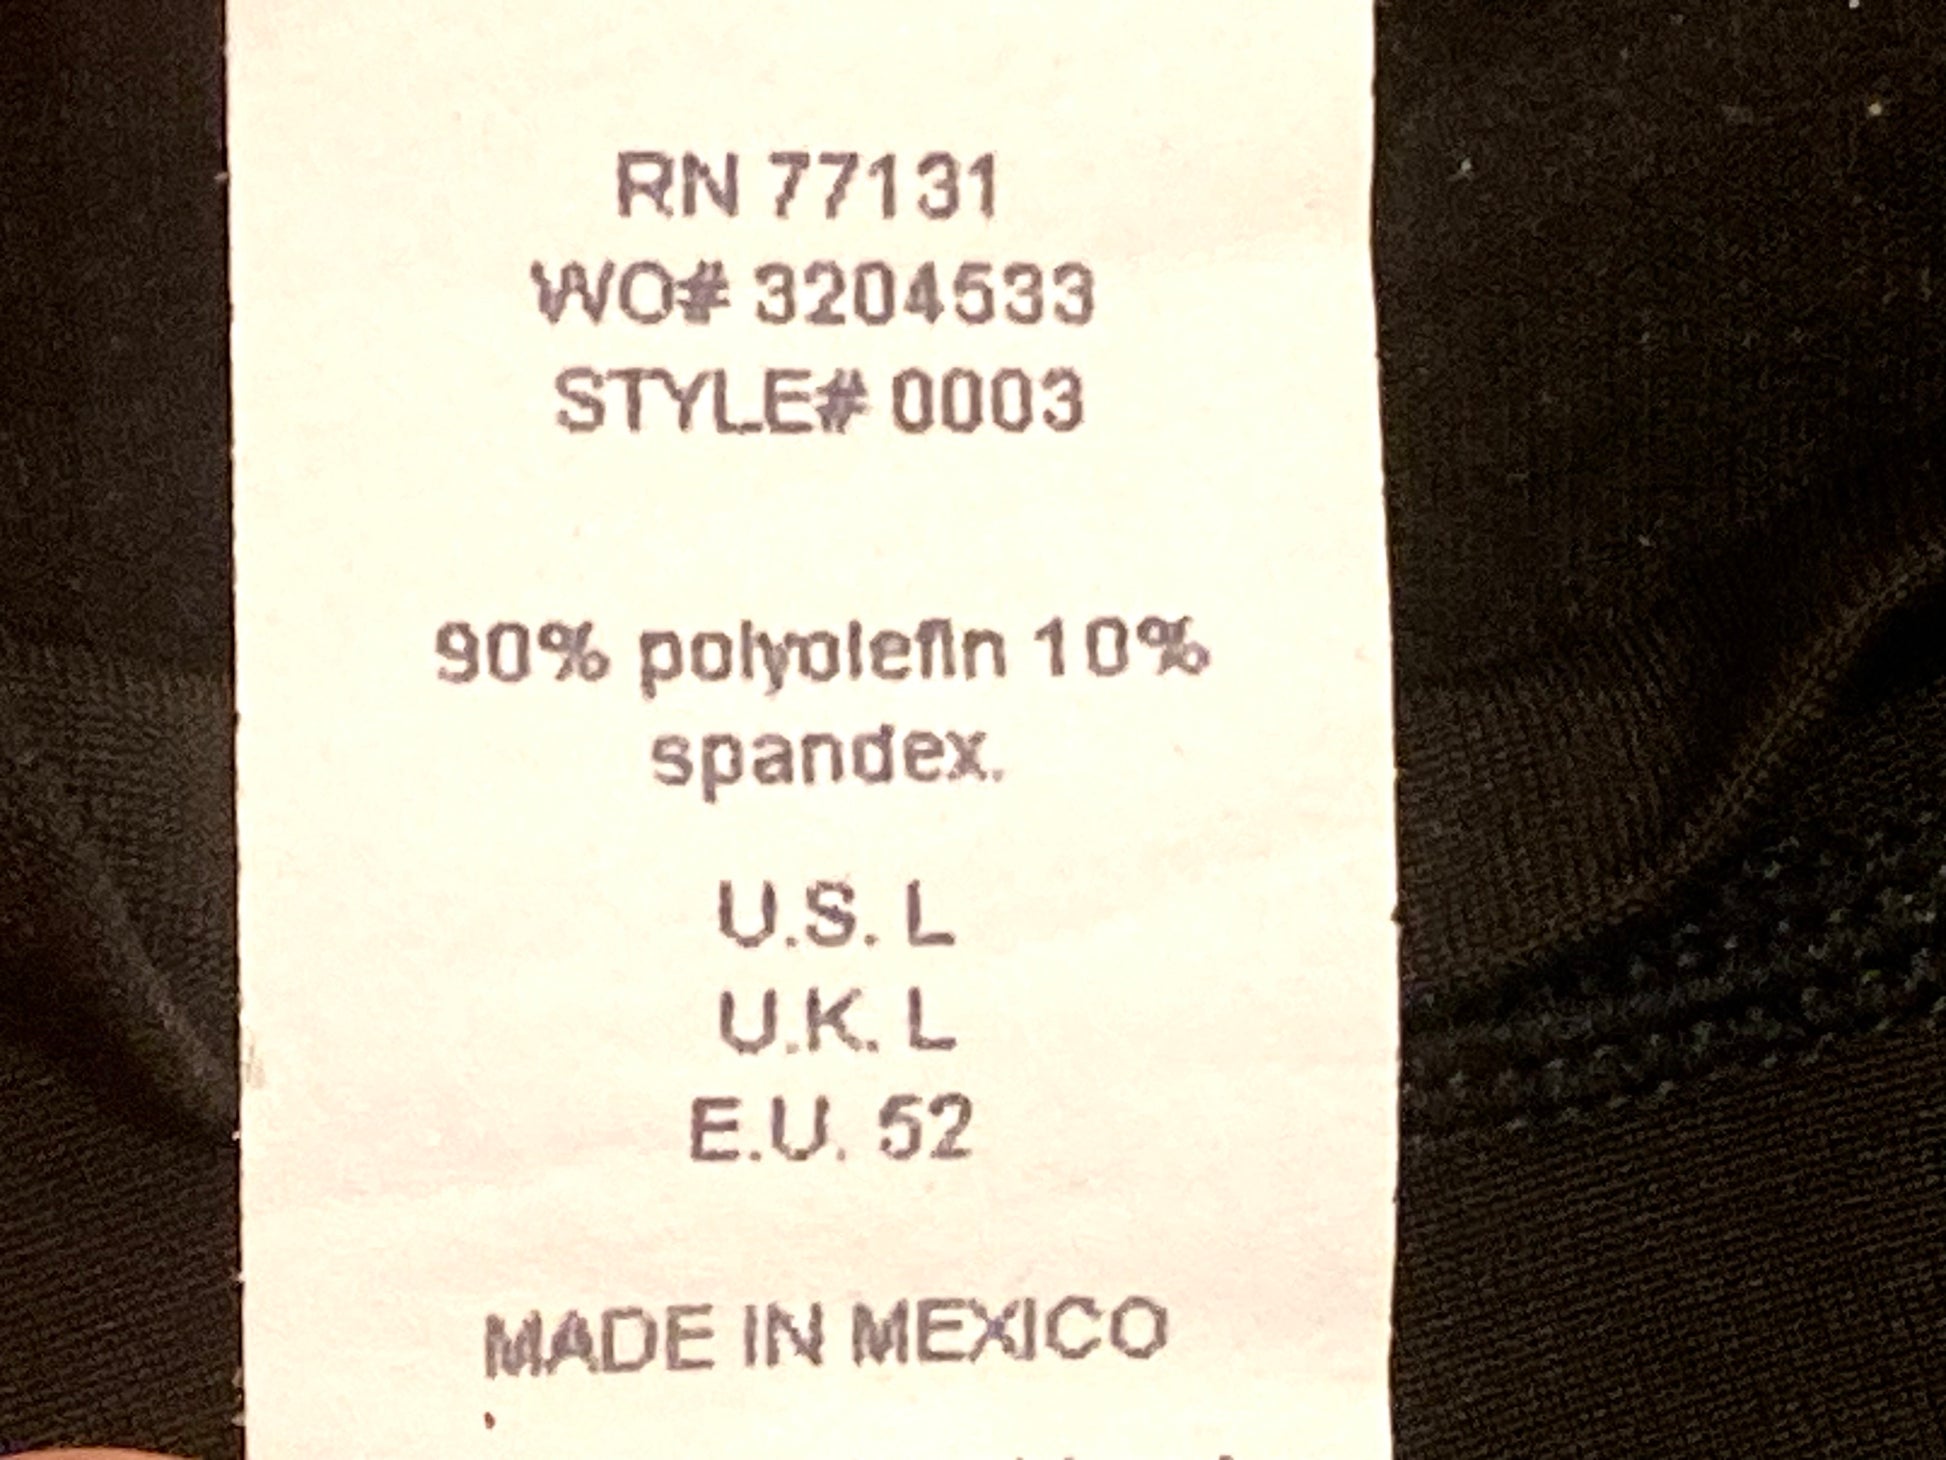 RN 77131
WO# 3204533
STYLE# 0003
90% polyolefin 10%
spandex.
U.S. L
U.K. L
E.U. 52
MADE IN MEXICO